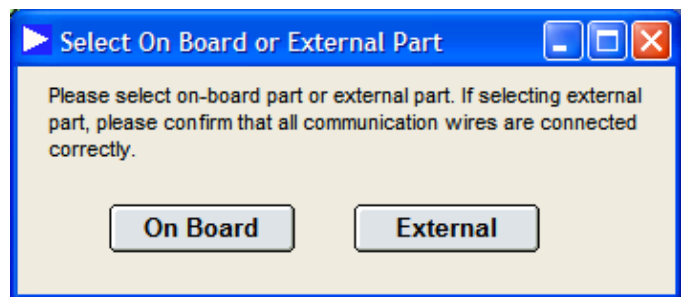 Select On Board or External Part
Please select on-board part or external part. If selecting external
part, please confirm that all communication wires are connected
correctly.
On Board
External